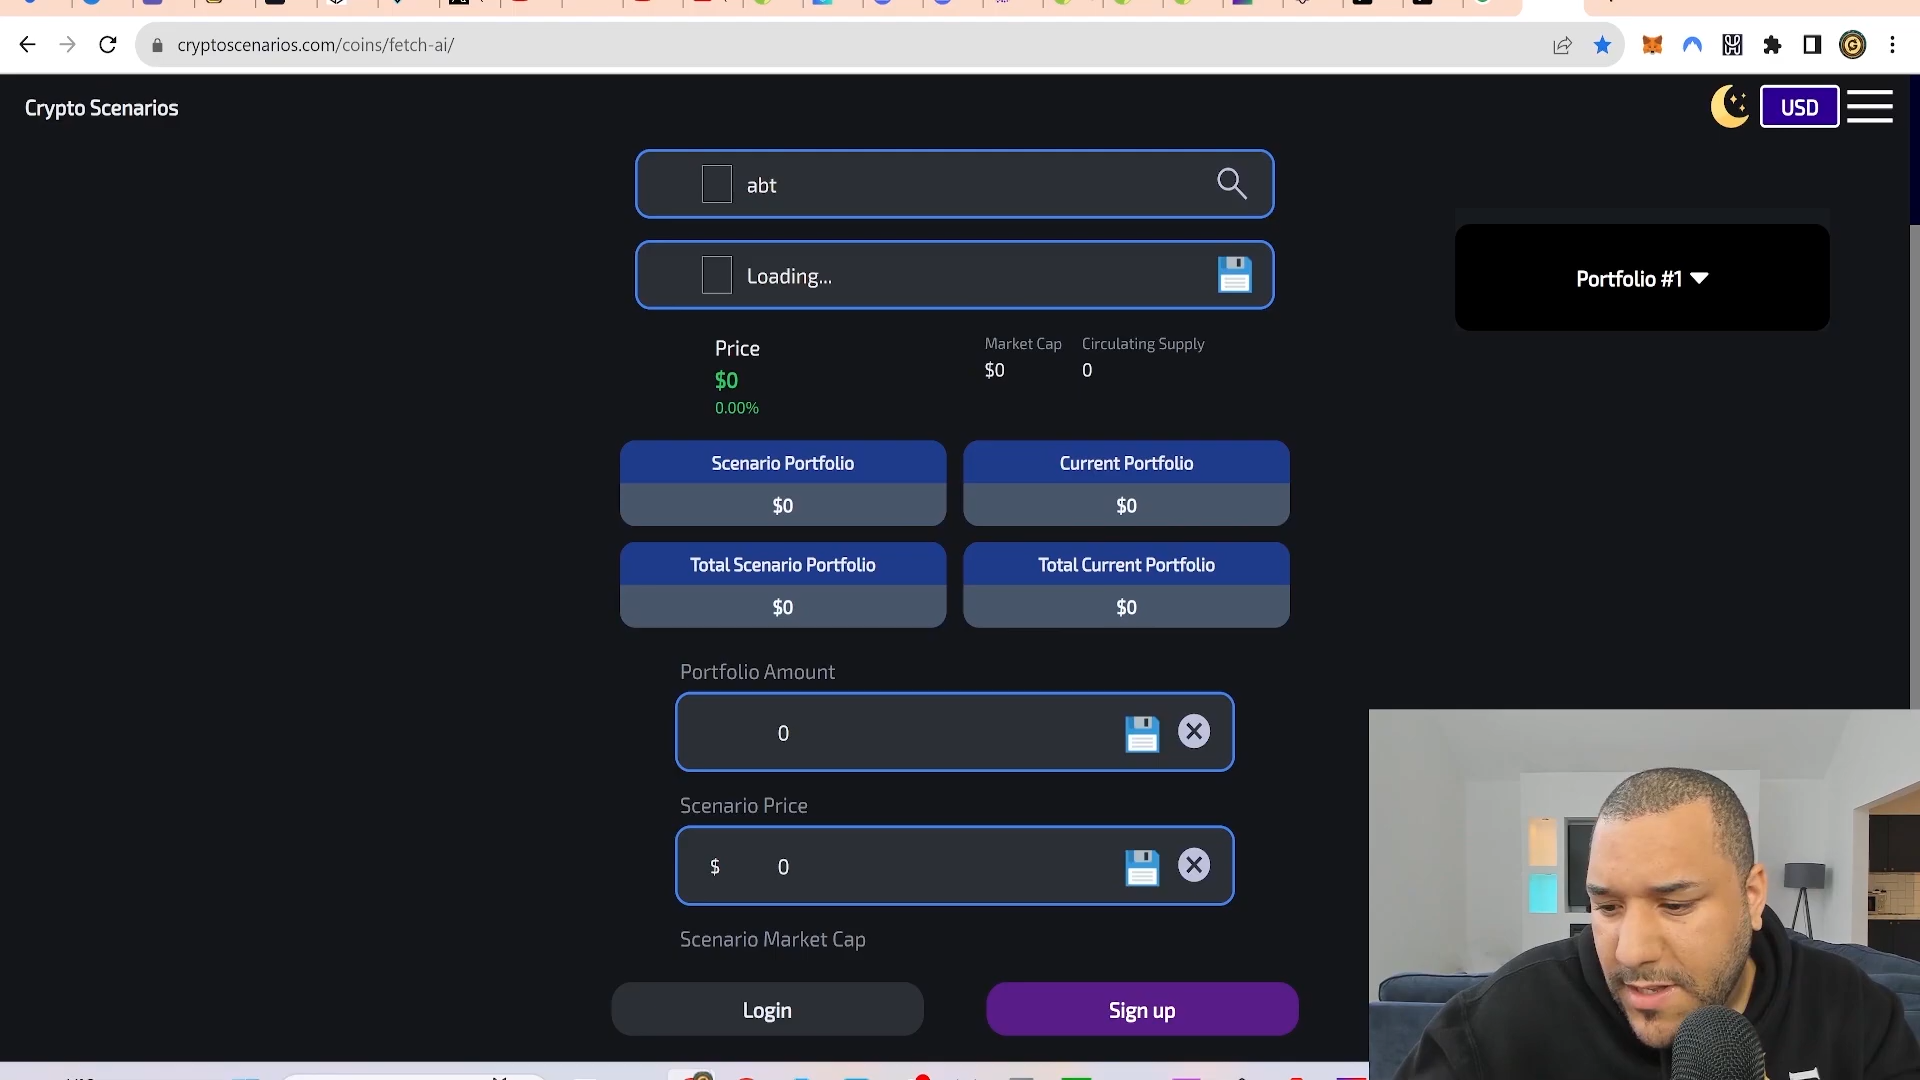 cryptoscenarios.com/coins/fetch-ai/
Crypto Scenarios
USD
abt
Loading...
Portfolio #1
Price
$0
0.00%
Market Cap
$0
Circulating Supply
0
Scenario Portfolio
$0
Current Portfolio
$0
Total Scenario Portfolio
$0
Total Current Portfolio
$0
Portfolio Amount
0
Scenario Price
$ 0
Scenario Market Cap
Login
Sign up